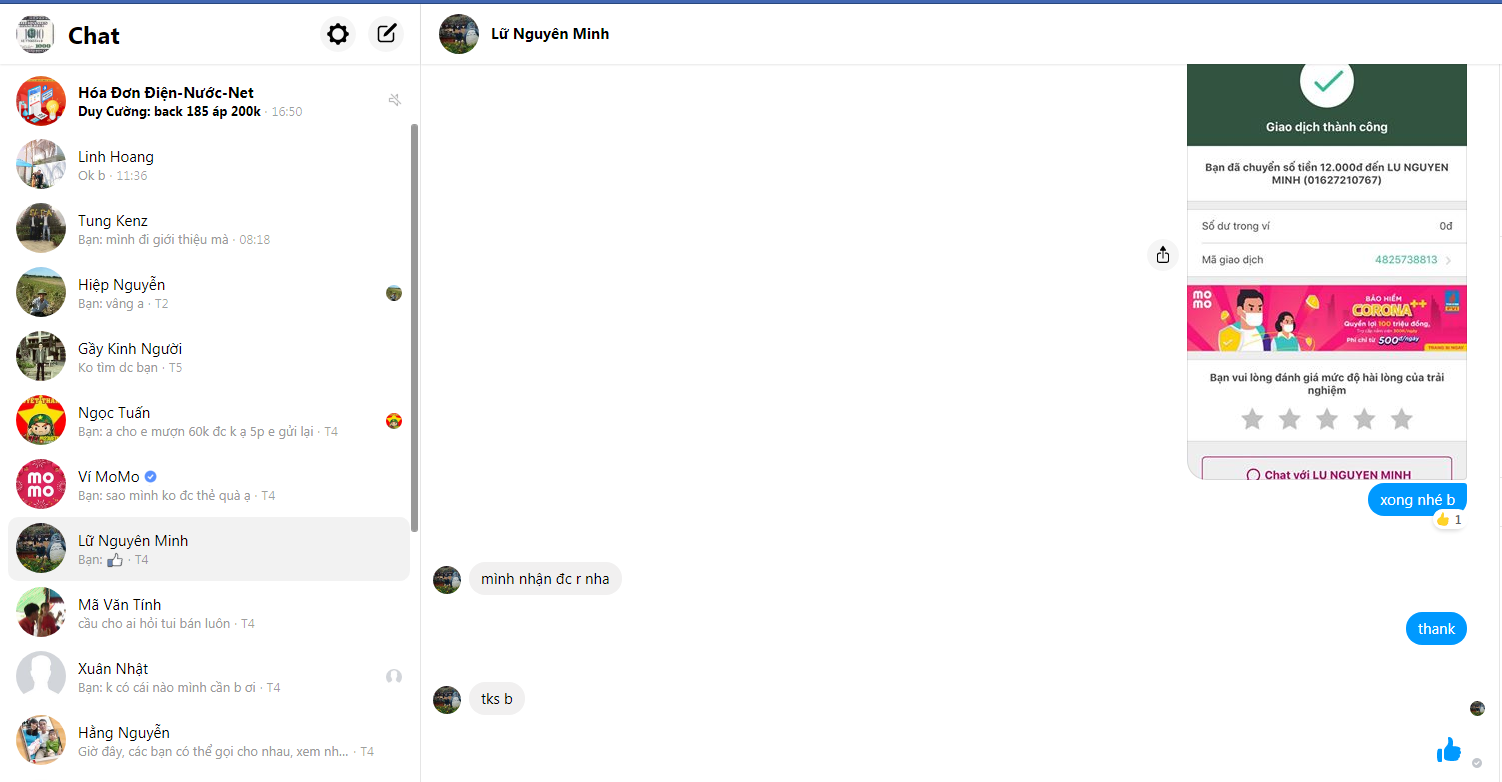 Chat
Hóa Đơn Điện-Nước-Net
Duy Cường: back 185 áp 200k · 16:50
Linh Hoang
Ok b · 11:36
Tung Kenz
Bạn: mình đi giới thiệu mà · 08:18
Hiệp Nguyễn
Bạn: vâng a · T2
Gầy Kinh Người
Ko tìm dc bạn · T5
Ngọc Tuấn
Bạn: a cho e mượn 60k đc k ạ 5p e gửi lại · T4
Ví MoMo
Bạn: sao mình ko đc thể quà ạ · T4
Lữ Nguyên Minh
Bạn: · T4
Mã Văn Tính
cầu cho ai hỏi tui bán luôn · T4
Xuân Nhật
Bạn: k có cái nào mình cần b ơi · T4
Hằng Nguyễn
Giờ đây, các bạn có thể gọi cho nhau, xem nh... · T4
Lữ Nguyên Minh
Giao dịch thành công
Bạn đã chuyển số tiền 12.000đ đến LU NGUYEN
MINH (01627210767)
Số dư trong ví 0đ
Mã giao dịch 4825738813
mo
mo
BẢO HIỂM
CORONA++
Quyền lợi 100 triệu đồng,
Phí chỉ từ 500đ/ngày
Bạn vui lòng đánh giá mức độ hài lòng của trải
nghiệm
Chat với LU NGUYEN MINH
xong nhé b
1
mình nhận đc r nha
thank
tks b